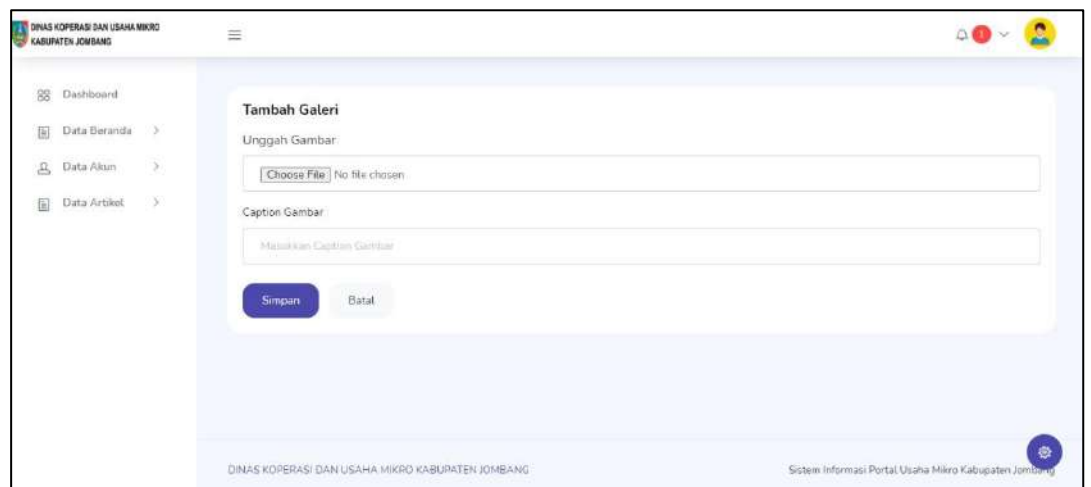 DINAS KOPERASI DAN USAHA MIKRO
KABUPATEN JOMBANG
1
Dashboard
Data Beranda
Data Akun
Data Artikel
Tambah Galeri
Unggah Gambar
Choose File No file chosen
Caption Gambar
Masukkan Caption Gambar
Simpan
Batal
DINAS KOPERASI DAN USAHA MIKRO KABUPATEN JOMBANG
Sistem Informasi Portal Usaha Mikro Kabupaten Jombang